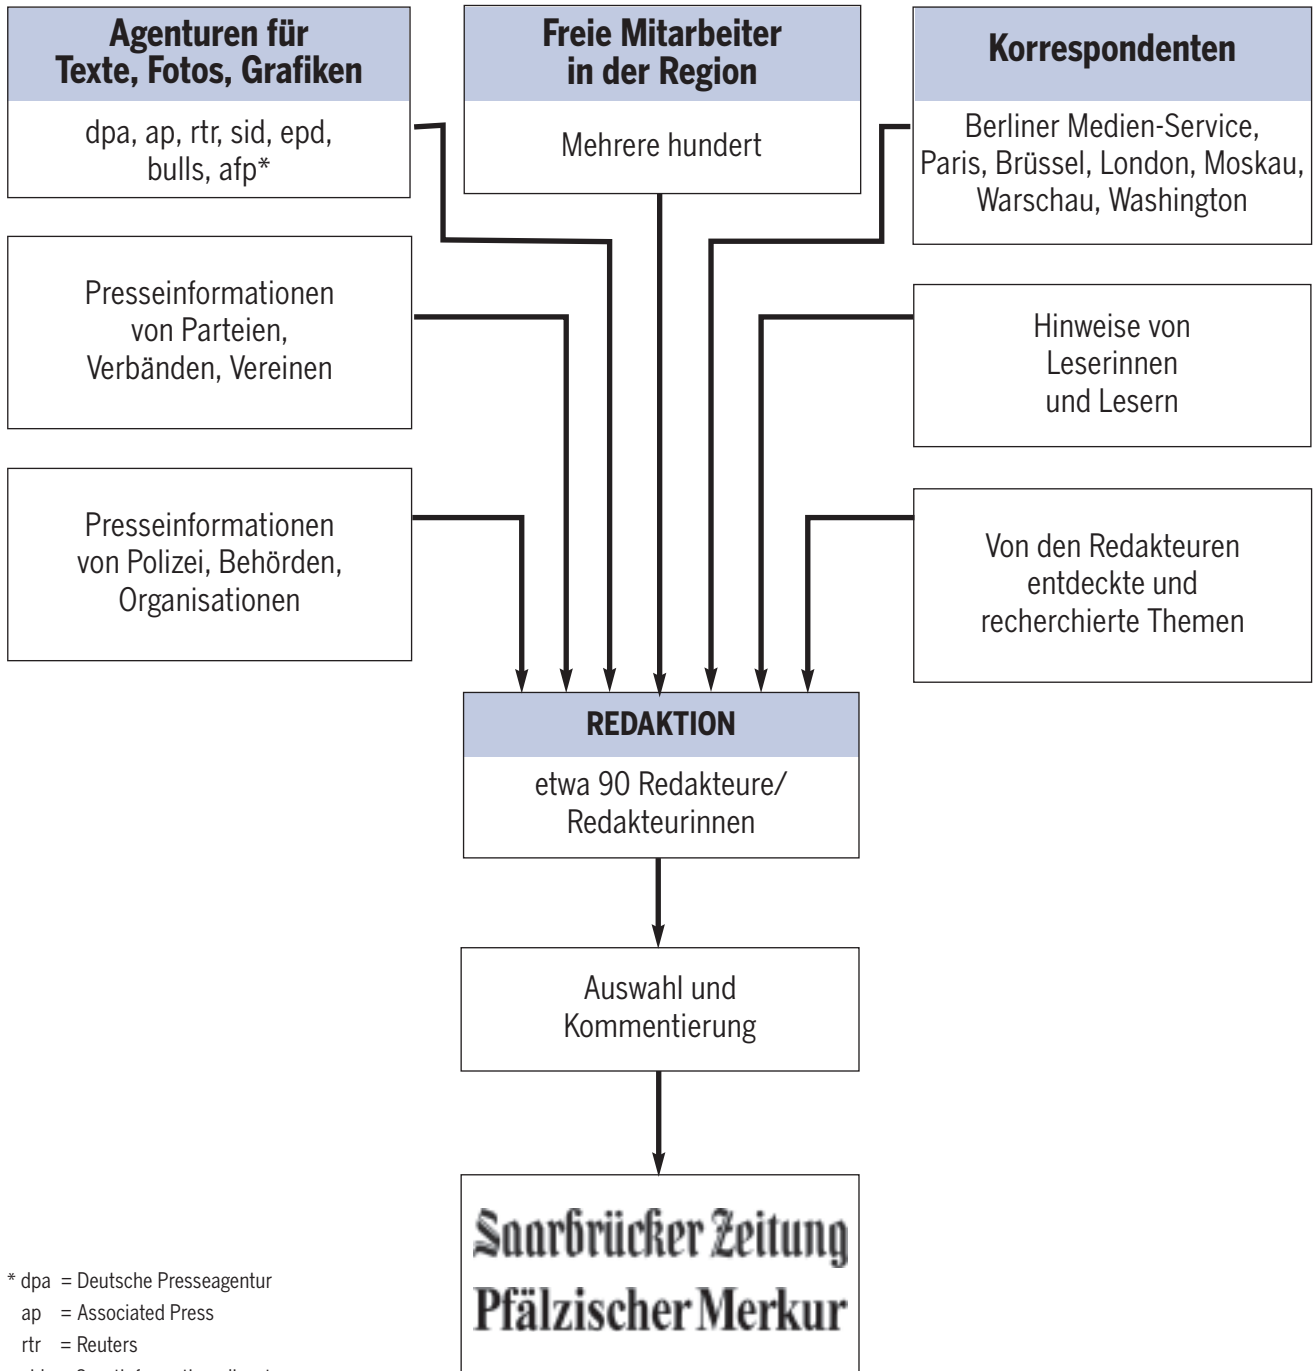 Agenturen für
Texte, Fotos, Grafiken
dpa, ap, rtr, sid, epd,
bulls, afp*
Freie Mitarbeiter
in der Region
Mehrere hundert
Korrespondenten
Berliner Medien-Service,
Paris, Brüssel, London, Moskau,
Warschau, Washington
Presseinformationen
von Parteien,
Verbänden, Vereinen
Hinweise von
Leserinnen
und Lesern
Presseinformationen
von Polizei, Behörden,
Organisationen
Von den Redakteuren
entdeckte und
recherchierte Themen
REDAKTION
etwa 90 Redakteure/
Redakteurinnen
Auswahl und
Kommentierung
Saarbrücker Zeitung
Pfälzischer Merkur
* dpa = Deutsche Presseagentur
ap = Associated Press
rtr = Reuters